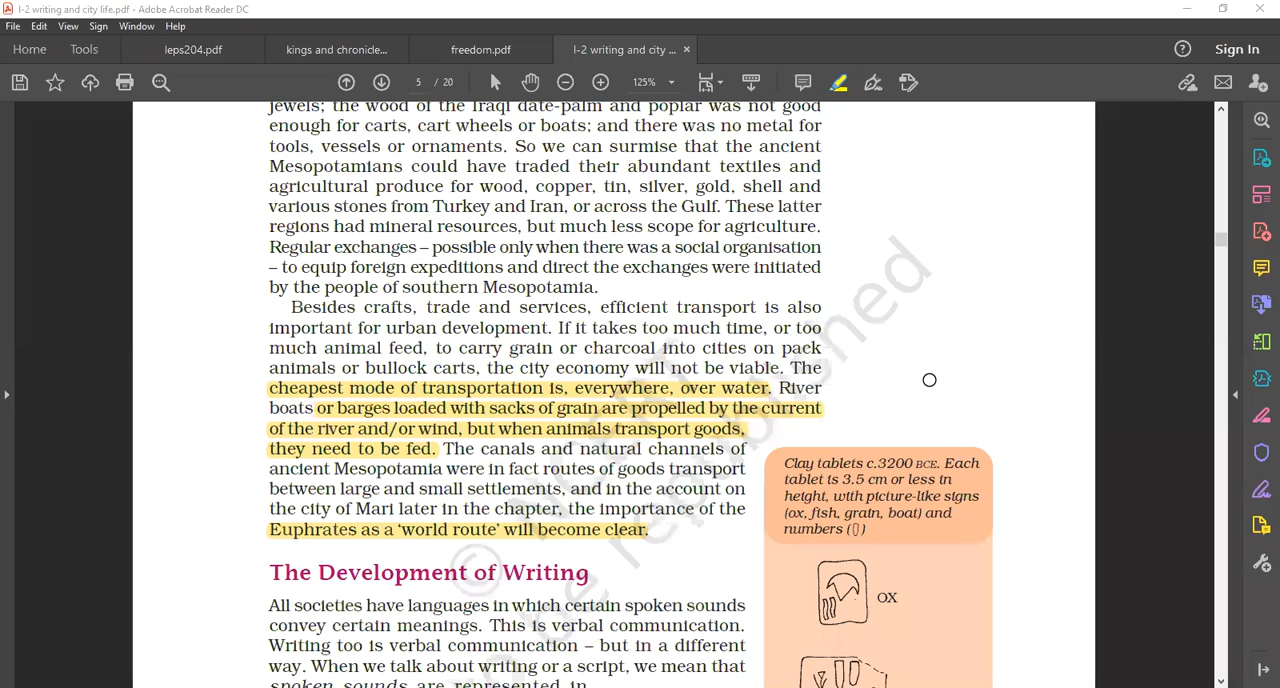 I-2 writing and city life.pdf - Adobe Acrobat Reader DC
File Edit View Sign Window Help
Home Tools leps204.pdf kings and chronicle... freedom.pdf I-2 writing and city ... × Sign In
5 / 20 125%
jewels; the wood of the Iraqi date-palm and poplar was not good
enough for carts, cart wheels or boats; and there was no metal for
tools, vessels or ornaments. So we can surmise that the ancient
Mesopotamians could have traded their abundant textiles and
agricultural produce for wood, copper, tin, silver, gold, shell and
various stones from Turkey and Iran, or across the Gulf. These latter
regions had mineral resources, but much less scope for agriculture.
Regular exchanges – possible only when there was a social organisation
– to equip foreign expeditions and direct the exchanges were initiated
by the people of southern Mesopotamia.
Besides crafts, trade and services, efficient transport is also
important for urban development. If it takes too much time, or too
much animal feed, to carry grain or charcoal into cities on pack
animals or bullock carts, the city economy will not be viable. The
cheapest mode of transportation is, everywhere, over water. River
boats or barges loaded with sacks of grain are propelled by the current
of the river and/or wind, but when animals transport goods,
they need to be fed. The canals and natural channels of
ancient Mesopotamia were in fact routes of goods transport
between large and small settlements, and in the account on
the city of Mari later in the chapter, the importance of the
Euphrates as a ‘world route’ will become clear.
The Development of Writing
All societies have languages in which certain spoken sounds
convey certain meanings. This is verbal communication.
Writing too is verbal communication – but in a different
way. When we talk about writing or a script, we mean that
spoken sounds are represented in
Clay tablets c.3200 BCE. Each
tablet is 3.5 cm or less in
height, with picture-like signs
(ox, fish, grain, boat) and
numbers ( )
OX
© NCERT
be republished